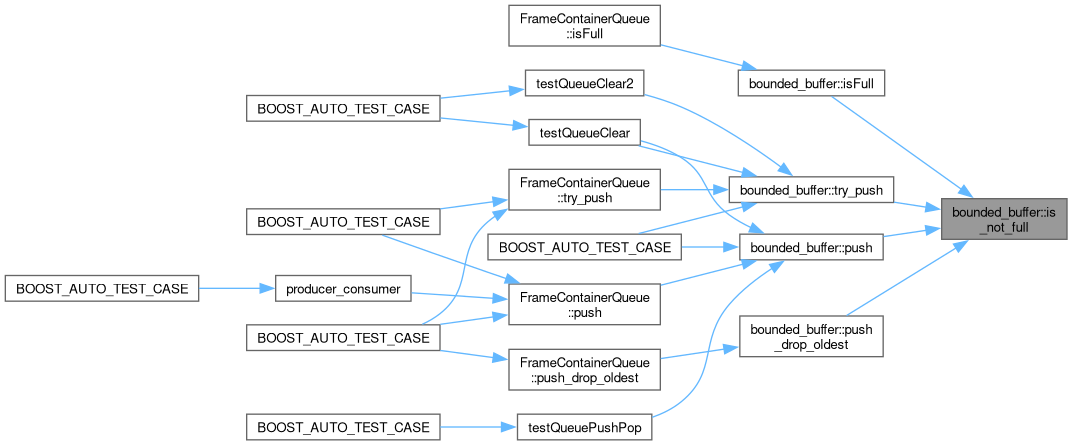 FrameContainerQueue
::isFull
bounded_buffer::isFull
testQueueClear2
BOOST_AUTO_TEST_CASE
testQueueClear
FrameContainerQueue
::try_push
bounded_buffer::try_push
bounded_buffer::is
_not_full
BOOST_AUTO_TEST_CASE
BOOST_AUTO_TEST_CASE
bounded_buffer::push
BOOST_AUTO_TEST_CASE
producer_consumer
FrameContainerQueue
::push
BOOST_AUTO_TEST_CASE
bounded_buffer::push
_drop_oldest
FrameContainerQueue
::push_drop_oldest
BOOST_AUTO_TEST_CASE
testQueuePushPop